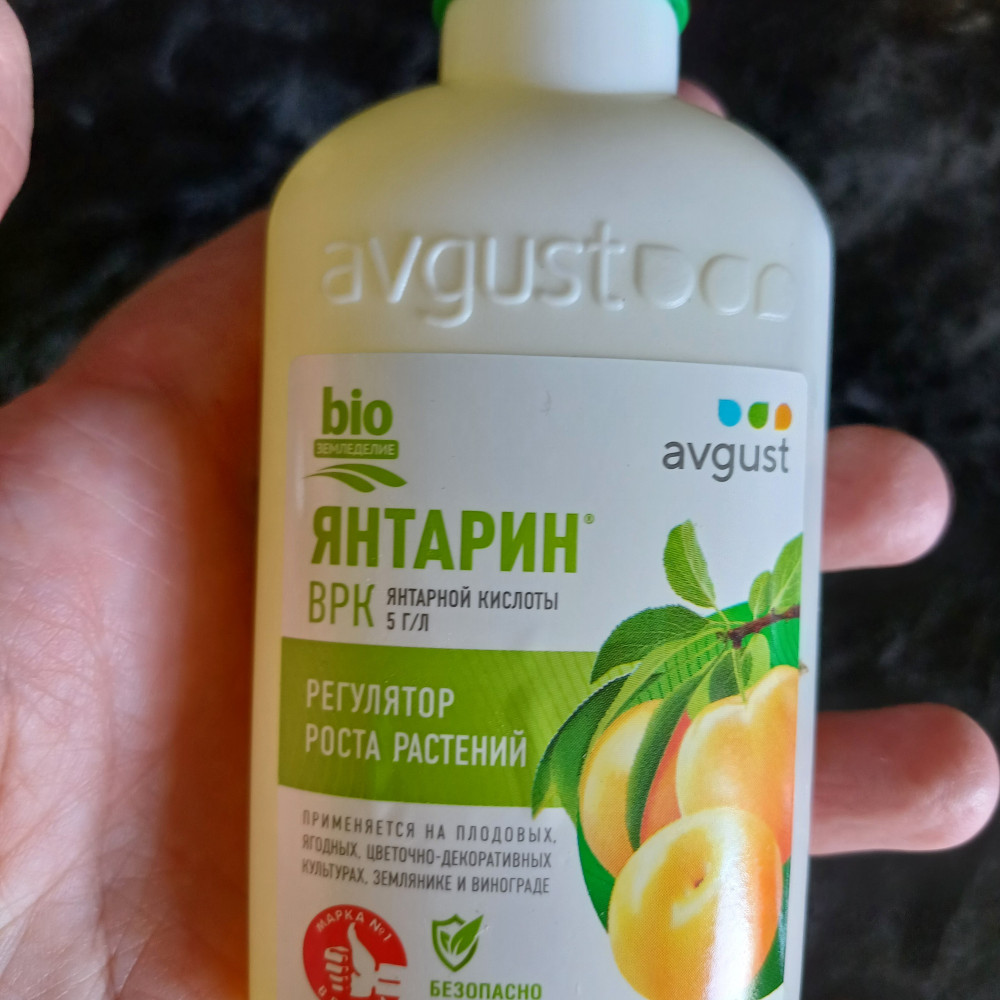 avgust
bio
ЗЕМЛЕДЕЛИЕ
avgust
ЯНТАРИН®
ВРК ЯНТАРНОЙ КИСЛОТЫ
5 Г/Л
РЕГУЛЯТОР
РОСТА РАСТЕНИЙ
ПРИМЕНЯЕТСЯ НА ПЛОДОВЫХ,
ЯГОДНЫХ, ЦВЕТОЧНО-ДЕКОРАТИВНЫХ
КУЛЬТУРАХ, ЗЕМЛЯНИКЕ И ВИНОГРАДЕ
МАРКА №1
БЕЗОПАСНО